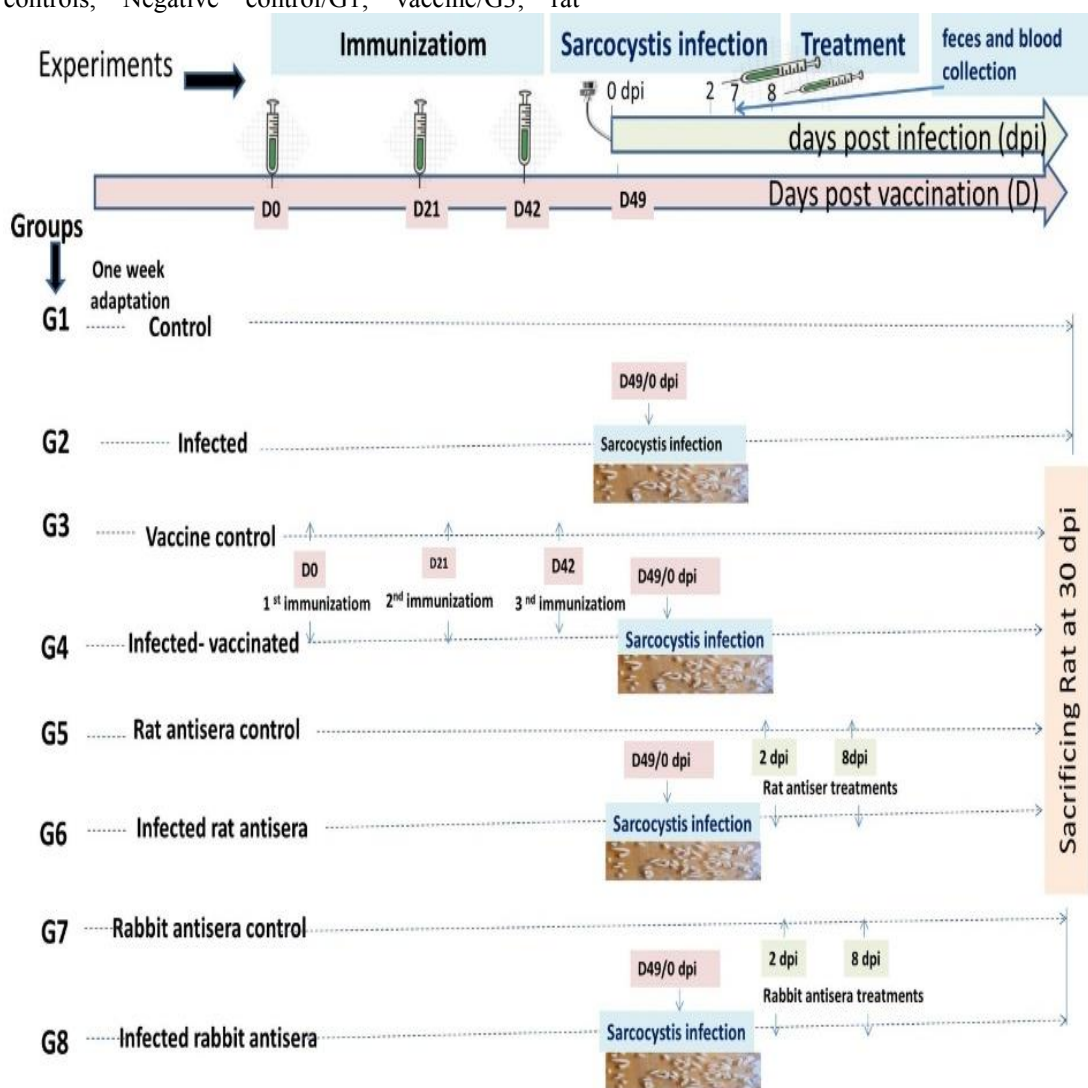 controls, Negative control/G1, vaccine/G3, rat
Experiments
Immunizatiom
Sarcocystis infection
Treatment
feces and blood
collection
0 dpi
2 7 8
days post infection (dpi)
Days post vaccination (D)
D0
D21
D42
D49
Groups
One week
adaptation
G1
Control
D49/0 dpi
G2
Infected
Sarcocystis infection
G3
Vaccine control
D0
D21
D42
D49/0 dpi
1 st immunizatiom
2nd immunizatiom
3 nd immunizatiom
G4
Infected- vaccinated
Sarcocystis infection
G5
Rat antisera control
D49/0 dpi
2 dpi
8dpi
Rat antiser treatments
G6
Infected rat antisera
Sarcocystis infection
G7
Rabbit antisera control
D49/0 dpi
2 dpi
8 dpi
Rabbit antisera treatments
G8
Infected rabbit antisera
Sarcocystis infection
Sacrificing Rat at 30 dpi